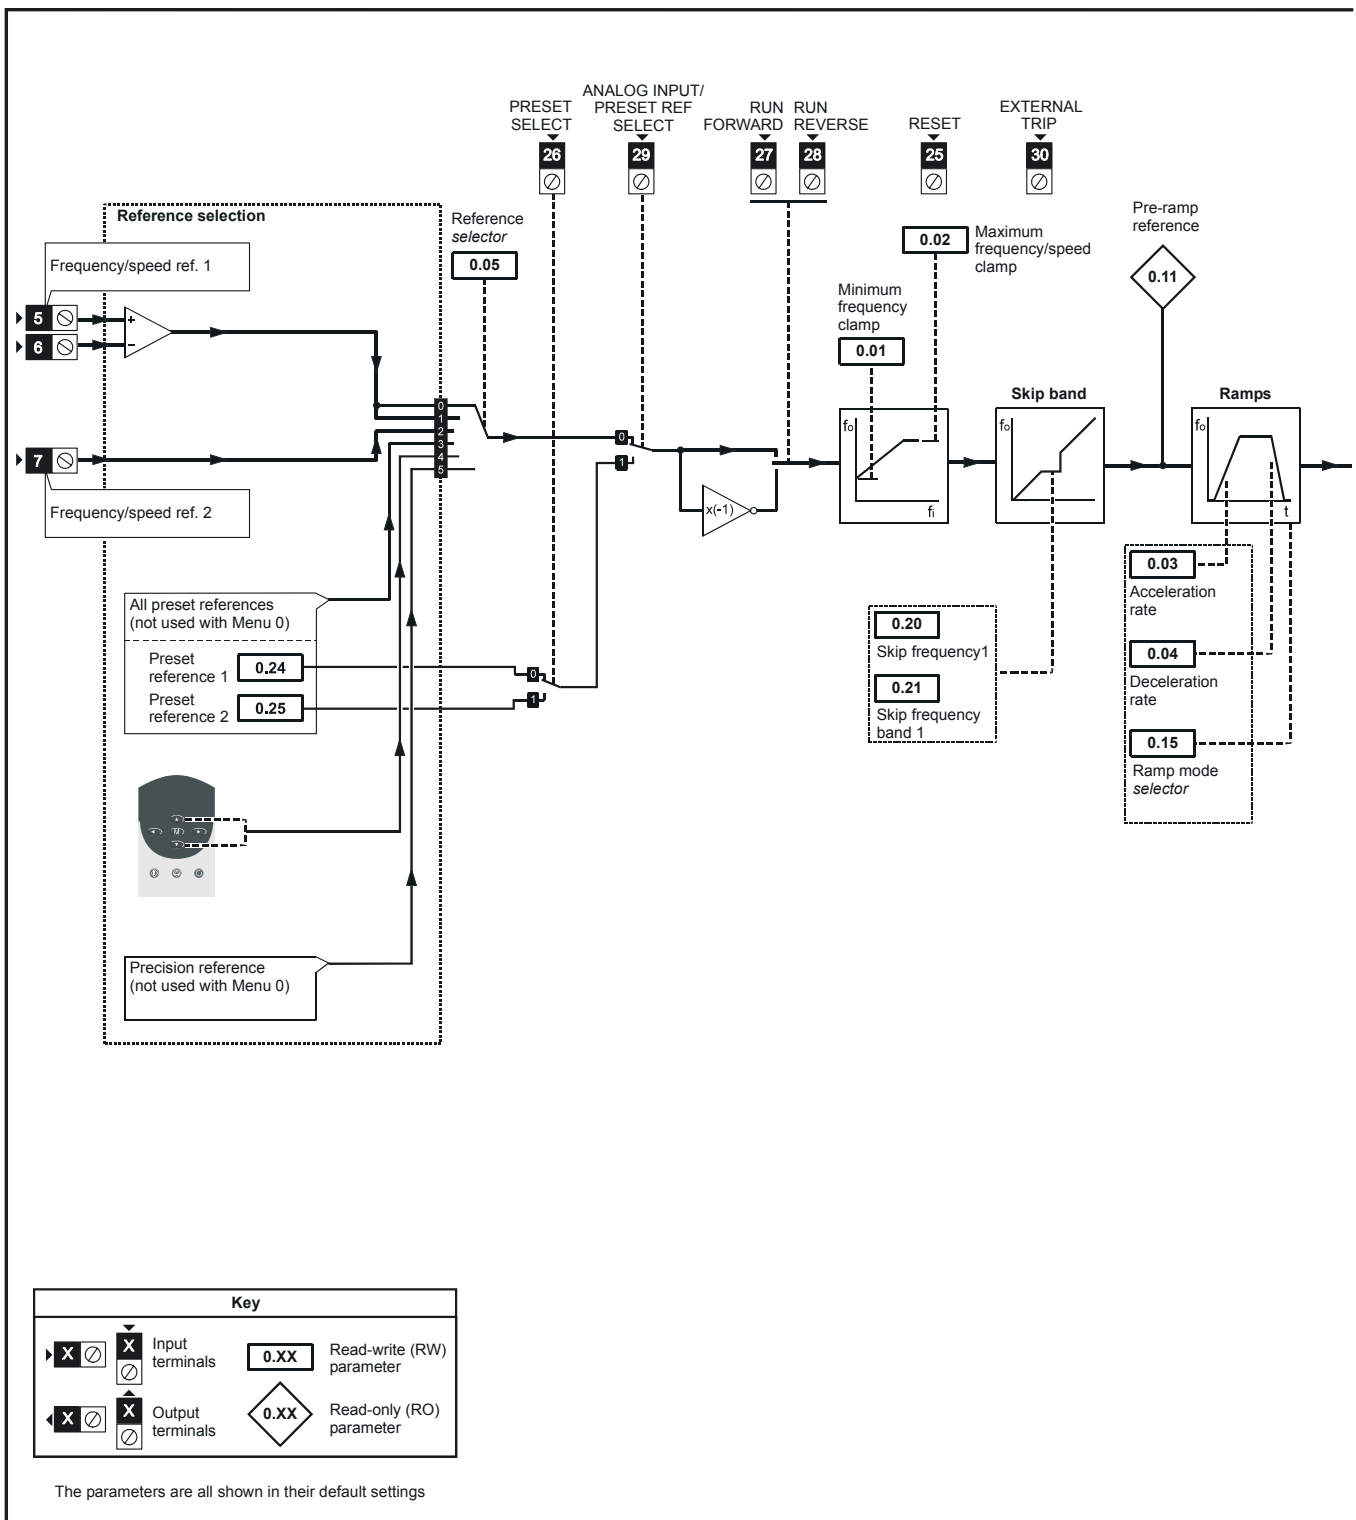 PRESET
SELECT
26
ANALOG INPUT/
PRESET REF
SELECT
29
RUN
FORWARD
27
RUN
REVERSE
28
RESET
25
EXTERNAL
TRIP
30
Reference selection
Frequency/speed ref. 1
5
6
+
−
7
Frequency/speed ref. 2
0
1
2
3
4
5
Reference
selector
0.05
0
1
x(-1)
Minimum
frequency
clamp
0.01
0.02
Maximum
frequency/speed
clamp
fo
fi
Skip band
fo
Pre-ramp
reference
0.11
Ramps
fo
t
All preset references
(not used with Menu 0)
Preset
reference 1
0.24
Preset
reference 2
0.25
0
1
M
Precision reference
(not used with Menu 0)
0.20
Skip frequency1
0.21
Skip frequency
band 1
0.03
Acceleration
rate
0.04
Deceleration
rate
0.15
Ramp mode
selector
Key
X
X
Input
terminals
0.XX
Read-write (RW)
parameter
X
X
Output
terminals
0.XX
Read-only (RO)
parameter
The parameters are all shown in their default settings